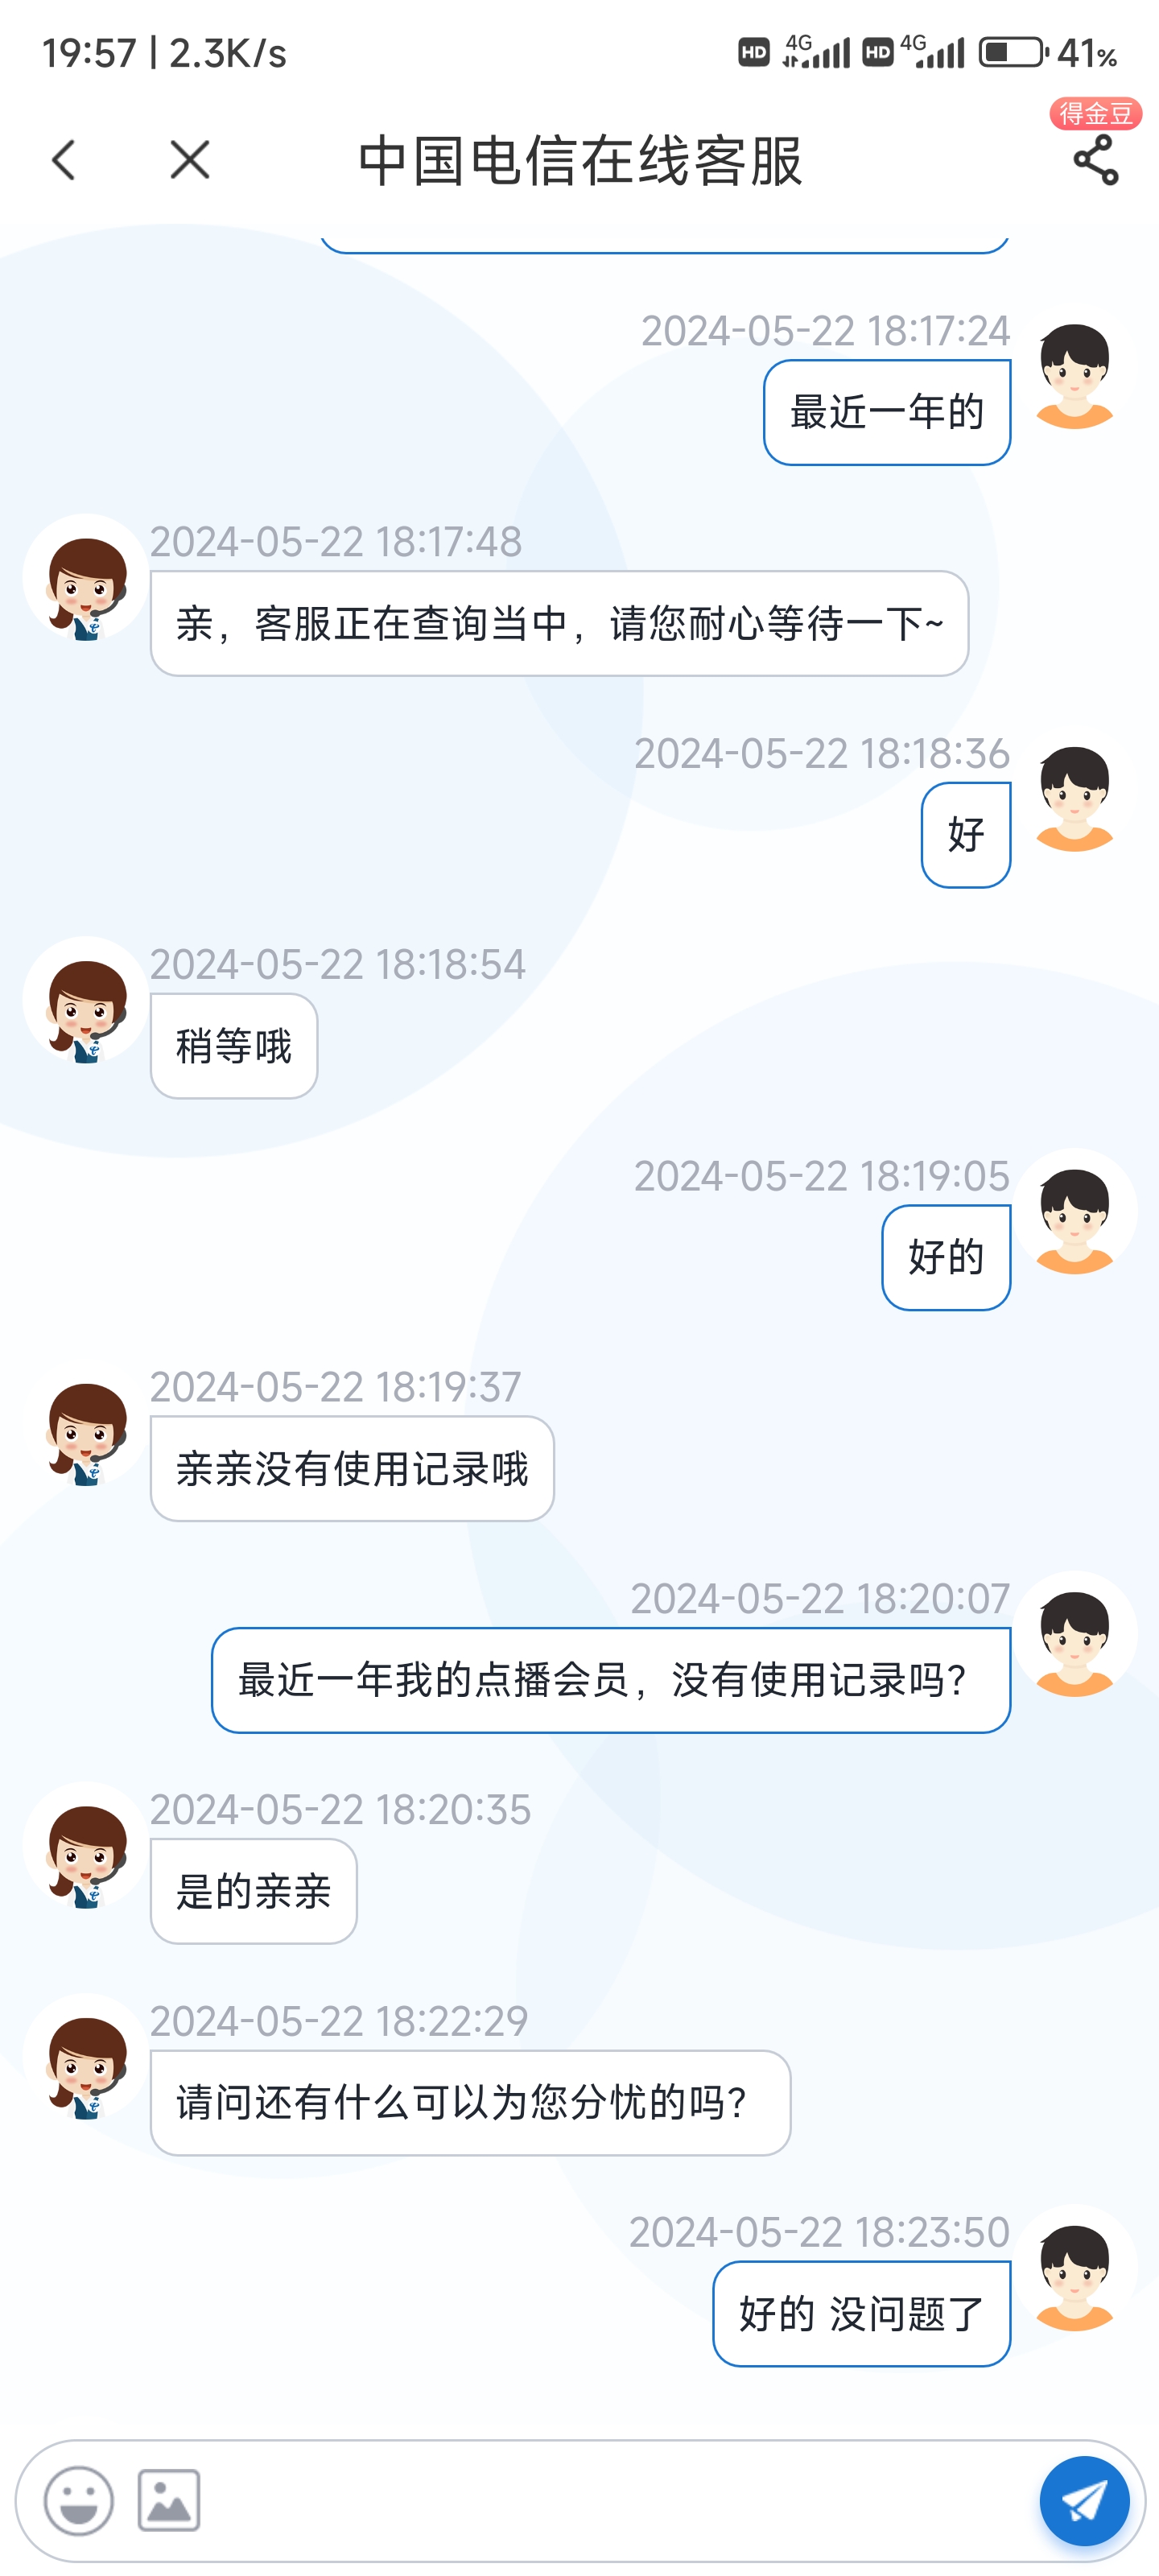 19:57 | 2.3K/s HD 4G HD 4G 41%
得金豆
中国电信在线客服
2024-05-22 18:17:24
最近一年的
2024-05-22 18:17:48
亲，客服正在查询当中，请您耐心等待一下~
2024-05-22 18:18:36
好
2024-05-22 18:18:54
稍等哦
2024-05-22 18:19:05
好的
2024-05-22 18:19:37
亲亲没有使用记录哦
2024-05-22 18:20:07
最近一年我的点播会员，没有使用记录吗？
2024-05-22 18:20:35
是的亲亲
2024-05-22 18:22:29
请问还有什么可以为您分忧的吗？
2024-05-22 18:23:50
好的 没问题了